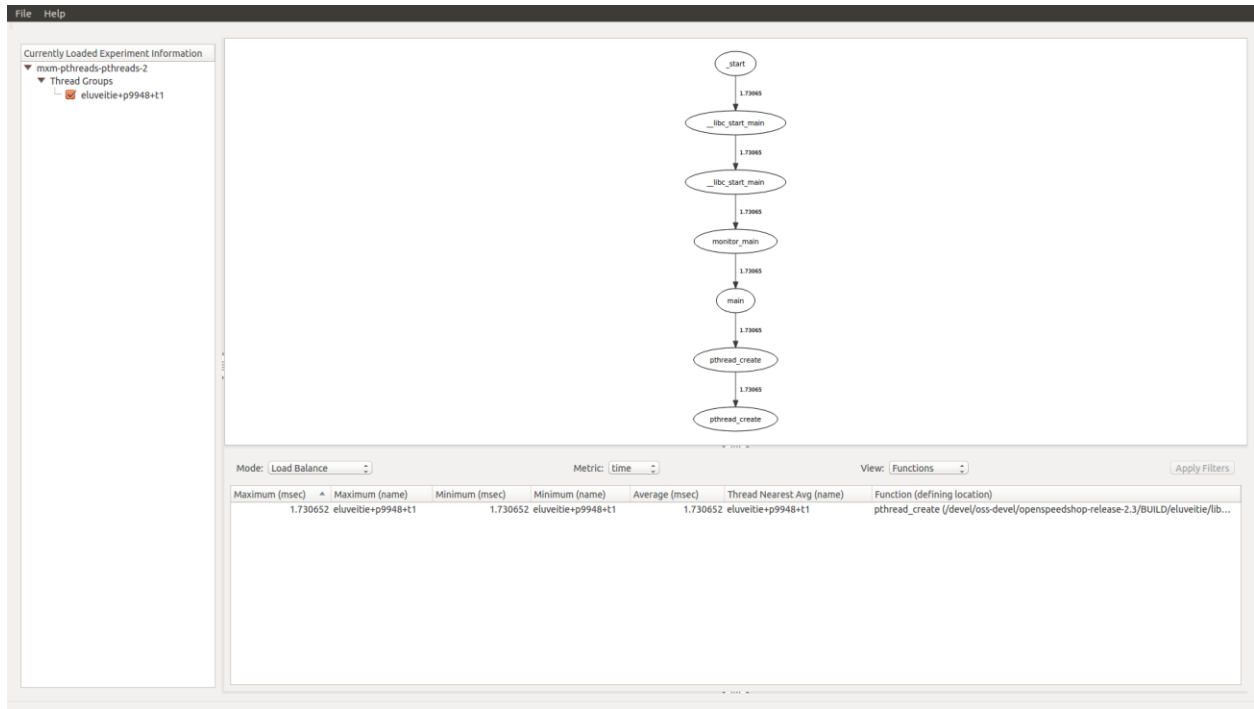 File Help
Currently Loaded Experiment Information
mxm-pthreads-pthreads-2
Thread Groups
eluveitie+p9948+t1
_start
1.73065
__libc_start_main
1.73065
__libc_start_main
1.73065
monitor_main
1.73065
main
1.73065
pthread_create
1.73065
pthread_create
Mode: Load Balance Metric: time View: Functions Apply Filters
Maximum (msec) Maximum (name) Minimum (msec) Minimum (name) Average (msec) Thread Nearest Avg (name) Function (defining location)
1.730652 eluveitie+p9948+t1 1.730652 eluveitie+p9948+t1 1.730652 eluveitie+p9948+t1 pthread_create (/devel/oss-devel/openspeedshop-release-2.3/BUILD/eluveitie/lib...